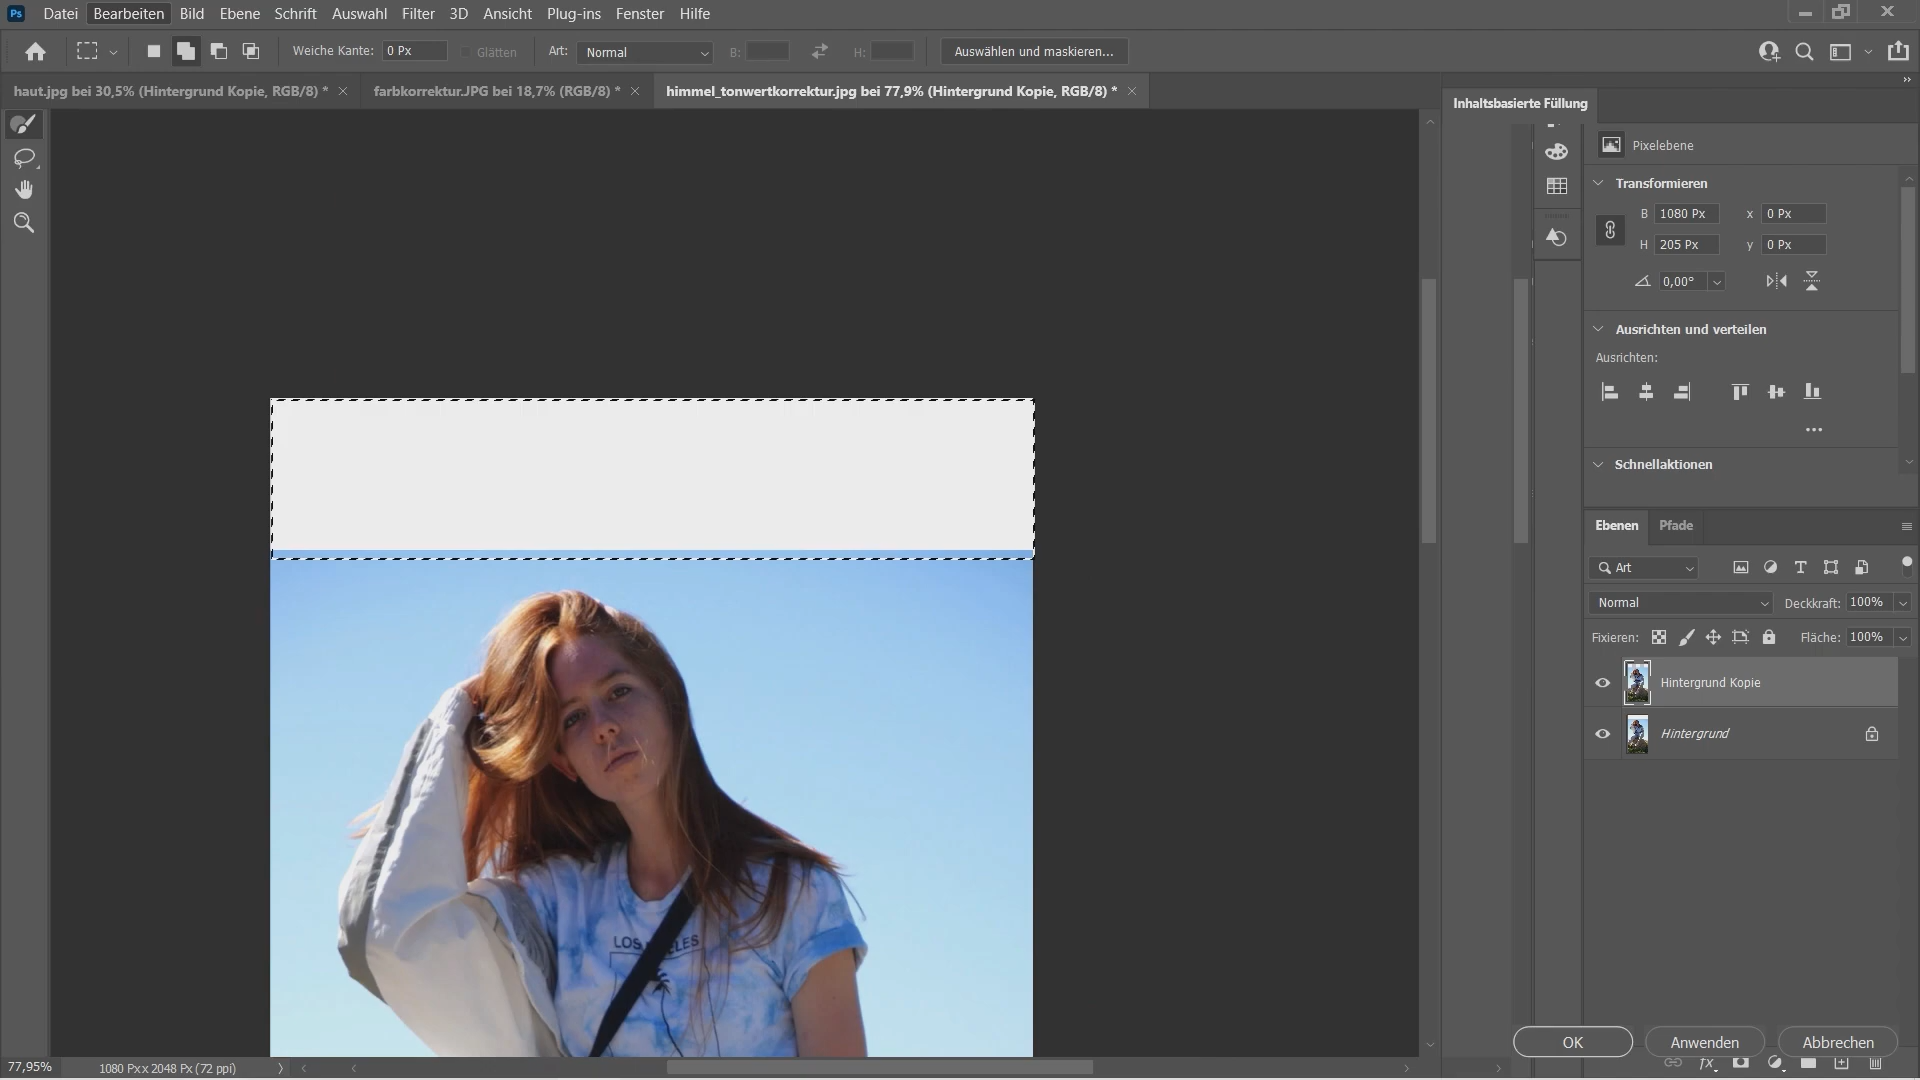 Ps Datei Bearbeiten Bild Ebene Schrift Auswahl Filter 3D Ansicht Plug-ins Fenster Hilfe
Weiche Kante: 0 Px Glätten Art: Normal B: H: Auswählen und maskieren...
haut.jpg bei 30,5% (Hintergrund Kopie, RGB/8) * farbkorrektur.JPG bei 18,7% (RGB/8) * himmel_tonwertkorrektur.jpg bei 77,9% (Hintergrund Kopie, RGB/8) *
Inhaltsbasierte Füllung
Pixelebene
Transformieren
B 1080 Px x 0 Px
H 205 Px y 0 Px
0,00°
Ausrichten und verteilen
Ausrichten:
Schnellaktionen
Ebenen Pfade
Art
Normal Deckkraft: 100%
Fixieren: Fläche: 100%
Hintergrund Kopie
Hintergrund
OK Anwenden Abbrechen
fx
77,95% 1080 Px x 2048 Px (72 ppi)